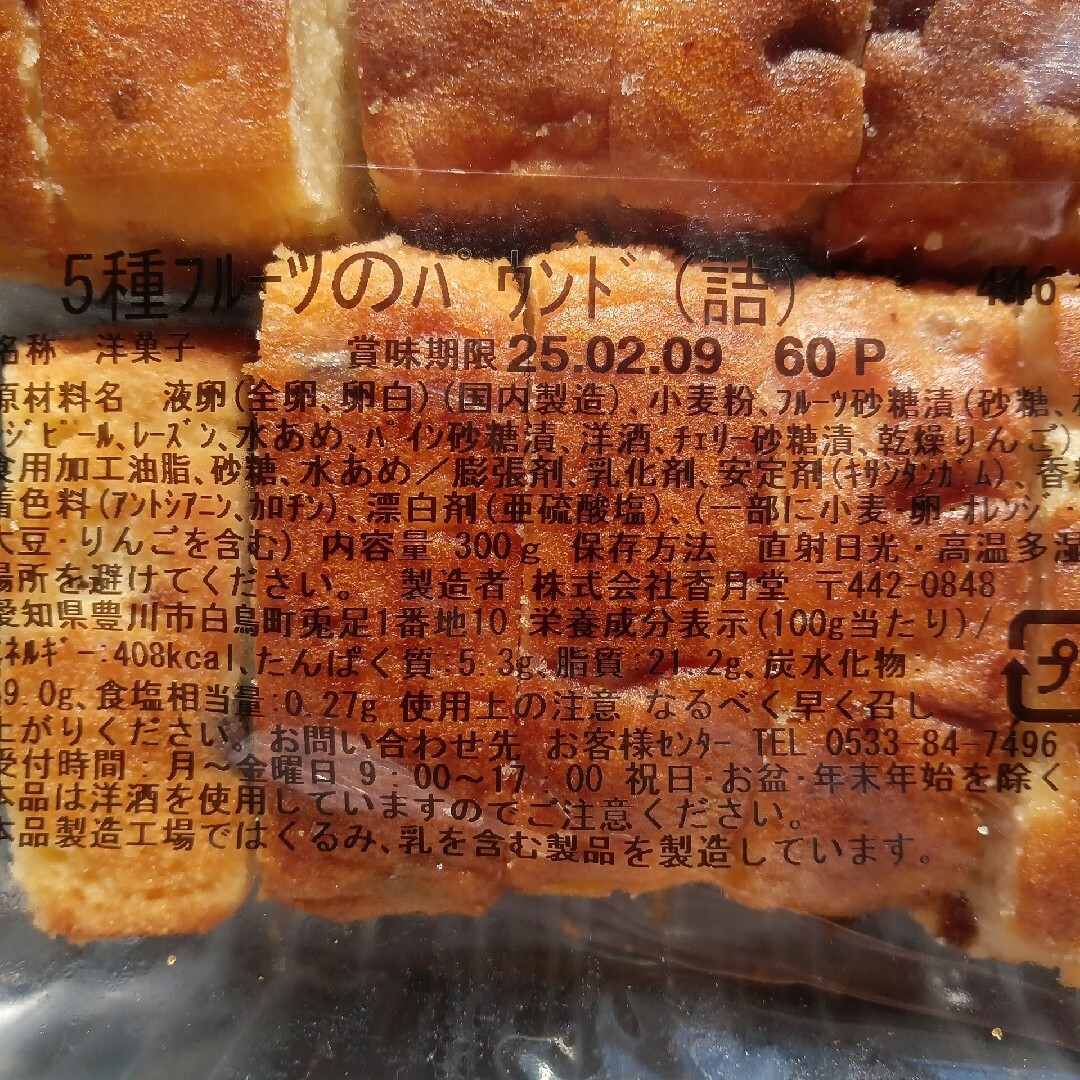 5種フルーツのパウンド(詰) 446
名称 洋菓子 賞味期限 25.02.09 60 P
原材料名 液卵(全卵、卵白)(国内製造)、小麦粉、フルーツ砂糖漬(砂糖、
ジピール、レーズン、水あめ、パイン砂糖漬、洋酒、チェリー砂糖漬、乾燥りんご)
食用加工油脂、砂糖、水あめ/膨張剤、乳化剤、安定剤(キサンタンガム)、香料
着色料(アントシアニン、カロチン)、漂白剤(亜硫酸塩)、(一部に小麦・卵・オレンジ・
大豆・りんごを含む) 内容量 300g 保存方法 直射日光・高温多湿
場所を避けてください。 製造者 株式会社香月堂 〒442-0848
愛知県豊川市白鳥町兎足1番地10 栄養成分表示(100g当たり)/
ネルギー:408kcal、たんぱく質:5.3g、脂質:21.2g、炭水化物:
9.0g、食塩相当量:0.27g 使用上の注意 なるべく早く召し
上がりください。お問い合わせ先 お客様センター TEL 0533-84-7496
受付時間:月~金曜日9:00~17:00 祝日・お盆・年末年始を除く
本品は洋酒を使用していますのでご注意ください。
本品製造工場ではくるみ、乳を含む製品を製造しています。
プ